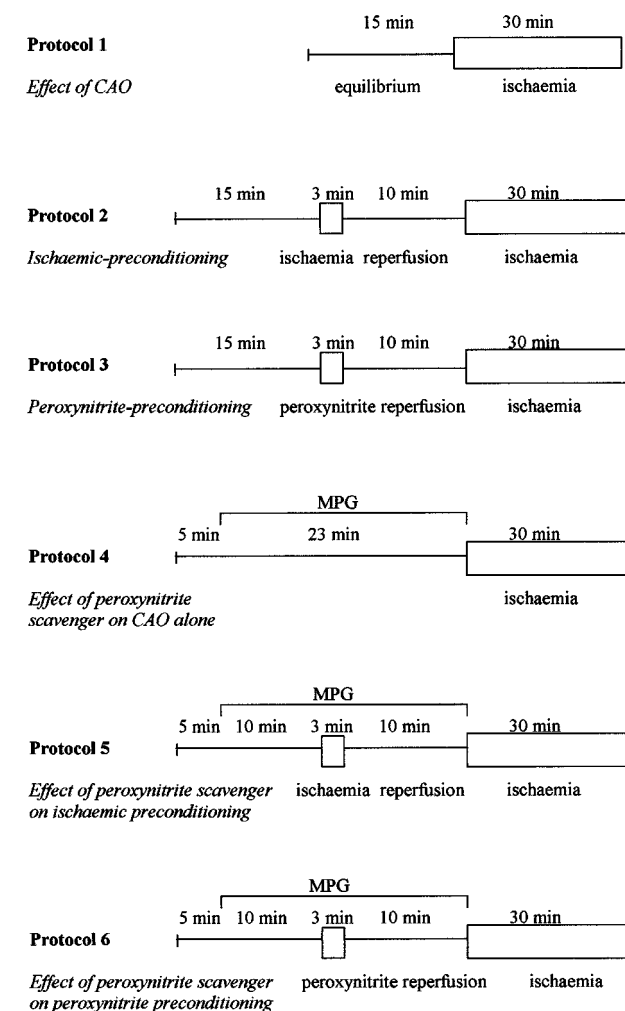 15 min 30 min
Protocol 1
Effect of CAO equilibrium ischaemia
15 min 3 min 10 min 30 min
Protocol 2
Ischaemic-preconditioning ischaemia reperfusion ischaemia
15 min 3 min 10 min 30 min
Protocol 3
Peroxynitrite-preconditioning peroxynitrite reperfusion ischaemia
MPG
5 min 23 min 30 min
Protocol 4
Effect of peroxynitrite ischaemia
scavenger on CAO alone
MPG
5 min 10 min 3 min 10 min 30 min
Protocol 5
Effect of peroxynitrite scavenger ischaemia reperfusion ischaemia
on ischaemic preconditioning
MPG
5 min 10 min 3 min 10 min 30 min
Protocol 6
Effect of peroxynitrite scavenger peroxynitrite reperfusion ischaemia
on peroxynitrite preconditioning